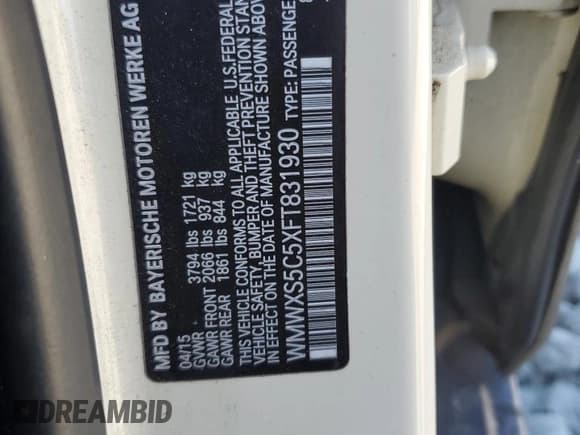 MFD BY BAYERISCHE MOTOREN WERKE AG
04/15
GVWR 3794 lbs 1721 kg
GAWR FRONT 2066 lbs 937 kg
GAWR REAR 1861 lbs 844 kg
THIS VEHICLE CONFORMS TO ALL APPLICABLE U.S.FEDERAL
VEHICLE SAFETY, BUMPER AND THEFT PREVENTION STAN
IN EFFECT ON THE DATE OF MANUFACTURE SHOWN ABOVE
WMWXS5C5XFT831930 TYPE: PASSENGE
DREAMBID